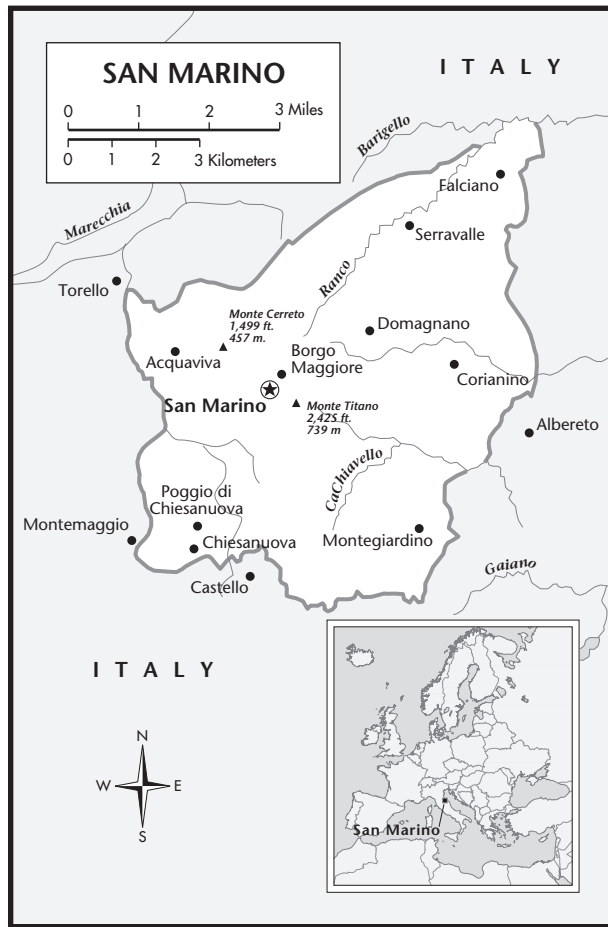 SAN MARINO
0 1 2 3 Miles
0 1 2 3 Kilometers
I T A L Y
Barigello
Falciano
Marecchia
Serravalle
Torello
Ranco
Monte Cerreto
1,499 ft.
457 m.
Domagnano
Acquaviva
Borgo
Maggiore
Corianino
San Marino
Monte Titano
2,425 ft.
739 m
Albereto
CaChiavello
Poggio di
Chiesanuova
Montemaggio
Chiesanuova
Montegiardino
Castello
Gaiano
I T A L Y
N
W E
S
San Marino